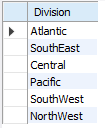 Division
Atlantic
SouthEast
Central
Pacific
SouthWest
NorthWest